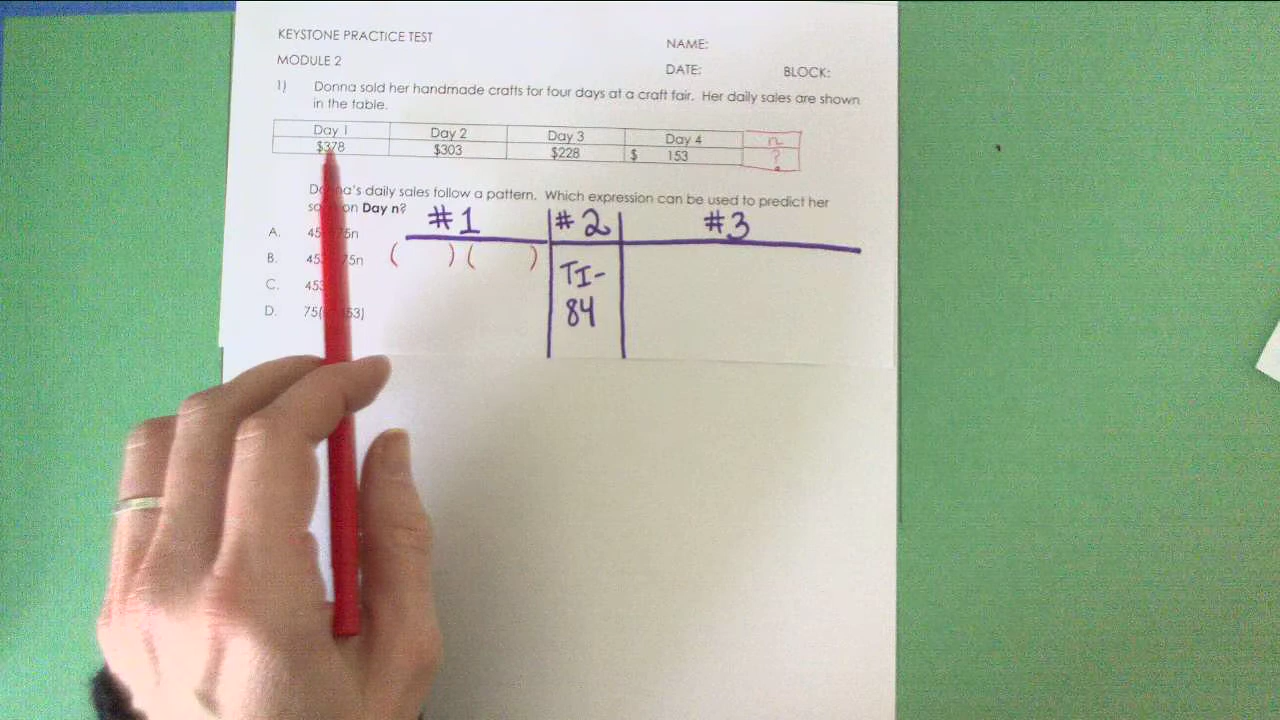 KEYSTONE PRACTICE TEST
NAME:
MODULE 2
DATE: BLOCK:
1) Donna sold her handmade crafts for four days at a craft fair. Her daily sales are shown
in the table.
Day 1 Day 2 Day 3 Day 4 n
$378 $303 $228 $ 153 ?
daily sales follow a pattern. Which expression can be used to predict her
on Day n?
#1 #2 #3
A.
B.
( ) ( )
TI-
84
C.
D.